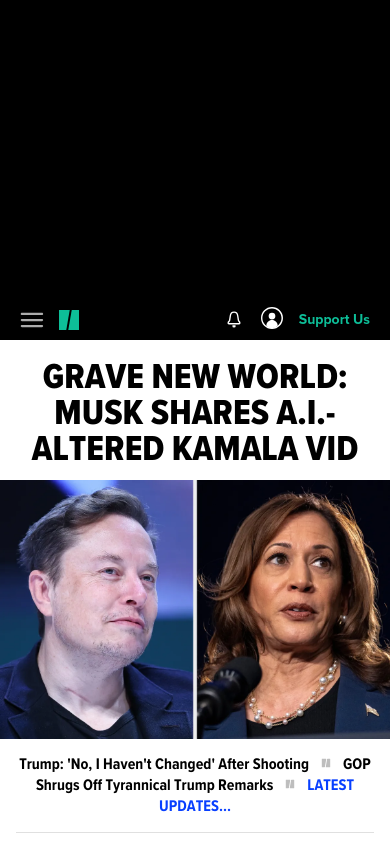 Support Us
GRAVE NEW WORLD:
MUSK SHARES A.I.-
ALTERED KAMALA VID
Trump: 'No, I Haven't Changed' After Shooting GOP
Shrugs Off Tyrannical Trump Remarks LATEST
UPDATES...